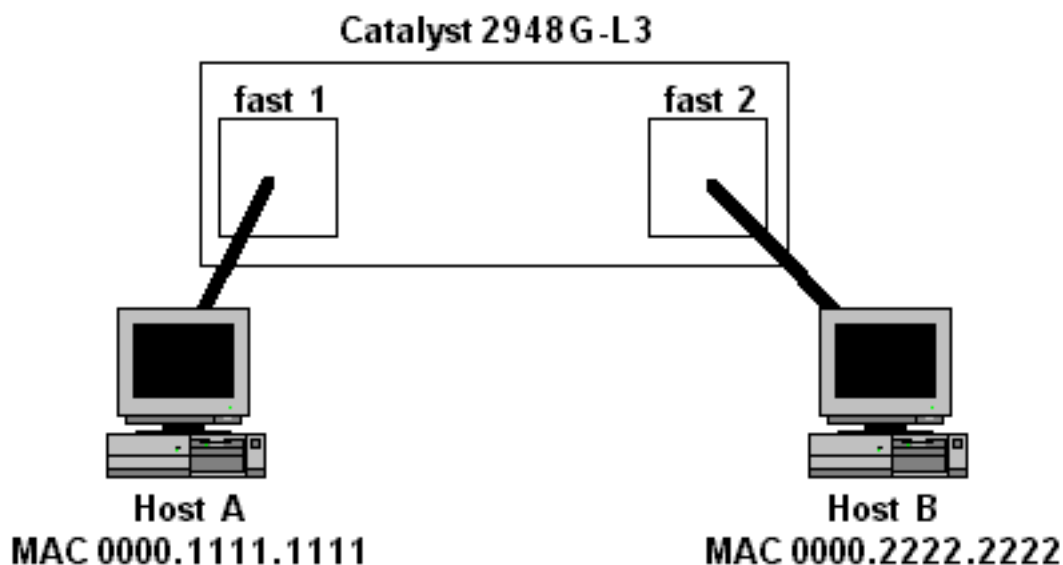 Catalyst 2948G-L3
fast 1
fast 2
Host A
MAC 0000.1111.1111
Host B
MAC 0000.2222.2222